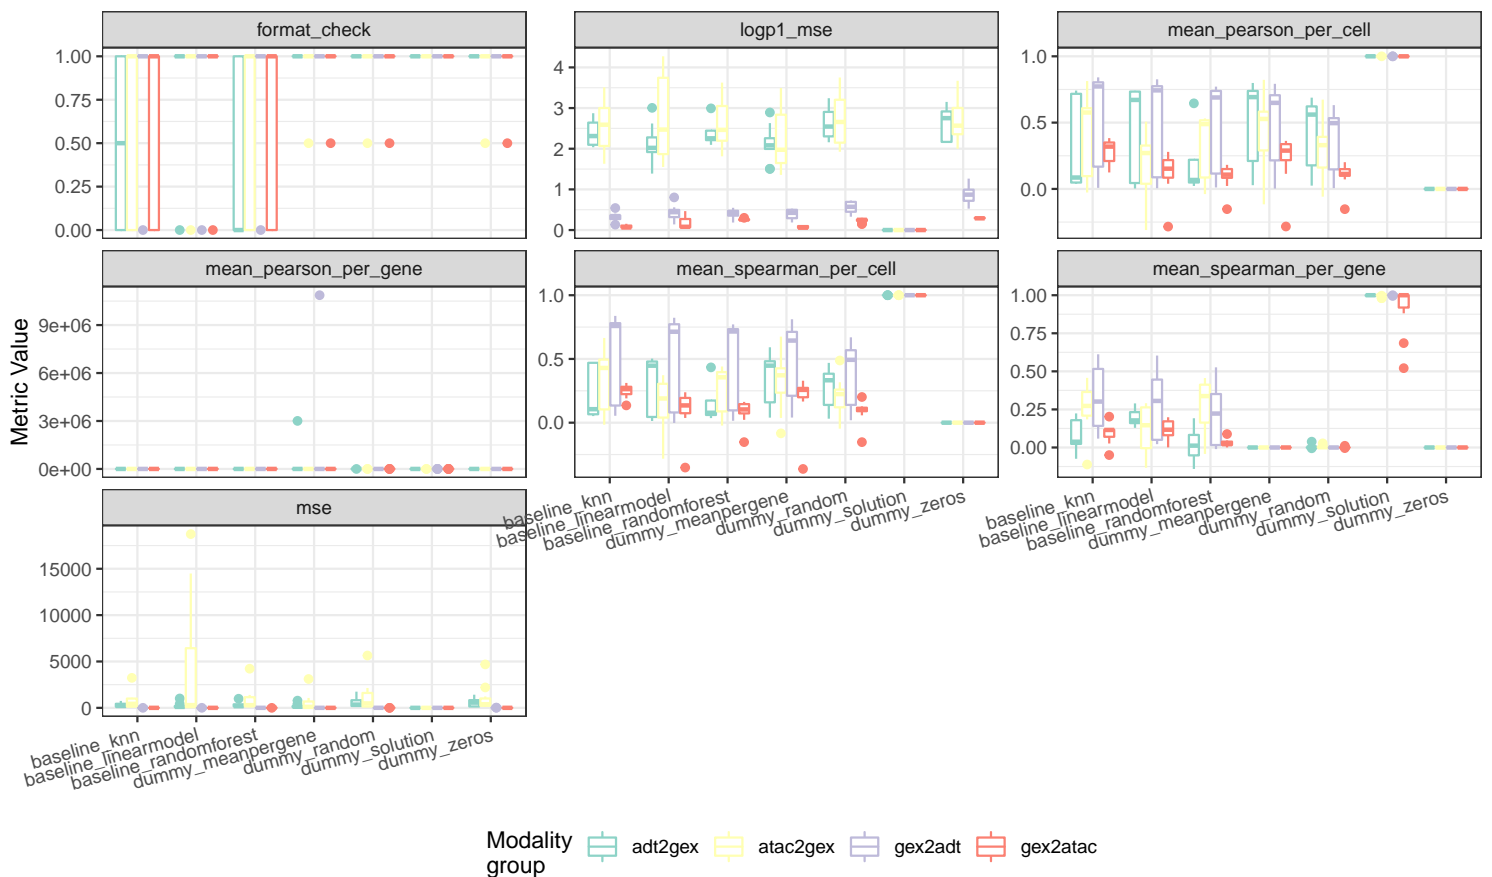 format_check
logp1_mse
mean_pearson_per_cell
1.00
0.75
0.50
0.25
0.00
4
3
2
1
0
1.0
0.5
0.0
mean_pearson_per_gene
mean_spearman_per_cell
mean_spearman_per_gene
Metric Value
9e+06
6e+06
3e+06
0e+00
1.0
0.5
0.0
1.00
0.75
0.50
0.25
0.00
baseline_knn
baseline_linearmodel
baseline_randomforest
dummy_meanpergene
dummy_random
dummy_solution
dummy_zeros
baseline_knn
baseline_linearmodel
baseline_randomforest
dummy_meanpergene
dummy_random
dummy_solution
dummy_zeros
mse
15000
10000
5000
0
baseline_knn
baseline_linearmodel
baseline_randomforest
dummy_meanpergene
dummy_random
dummy_solution
dummy_zeros
Modality
group
adt2gex
atac2gex
gex2adt
gex2atac